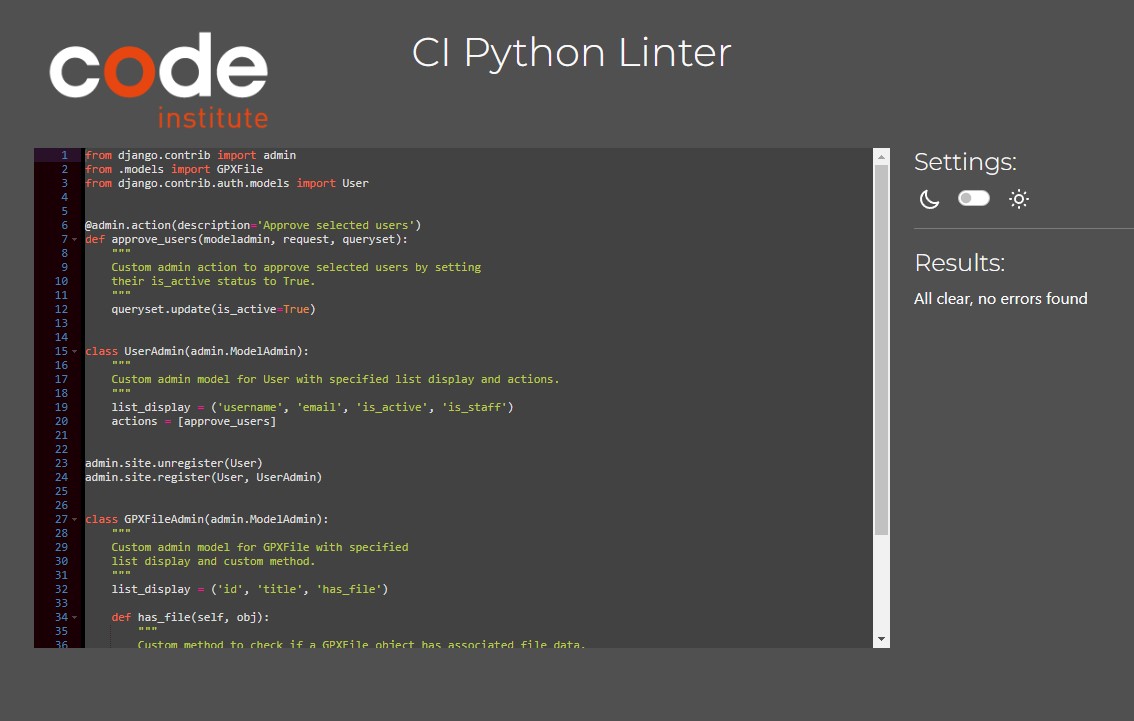 code
institute
CI Python Linter
1 from django.contrib import admin
2 from .models import GPXFile
3 from django.contrib.auth.models import User
4
5
6 @admin.action(description='Approve selected users')
7 def approve_users(modeladmin, request, queryset):
8     """
9     Custom admin action to approve selected users by setting
10     their is_active status to True.
11     """
12     queryset.update(is_active=True)
13
14
15 class UserAdmin(admin.ModelAdmin):
16     """
17     Custom admin model for User with specified list display and actions.
18     """
19     list_display = ('username', 'email', 'is_active', 'is_staff')
20     actions = [approve_users]
21
22
23 admin.site.unregister(User)
24 admin.site.register(User, UserAdmin)
25
26
27 class GPXFileAdmin(admin.ModelAdmin):
28     """
29     Custom admin model for GPXFile with specified
30     list display and custom method.
31     """
32     list_display = ('id', 'title', 'has_file')
33
34     def has_file(self, obj):
35         """
36         Custom method to check if a GPXFile object has associated file data.
Settings:
Results:
All clear, no errors found